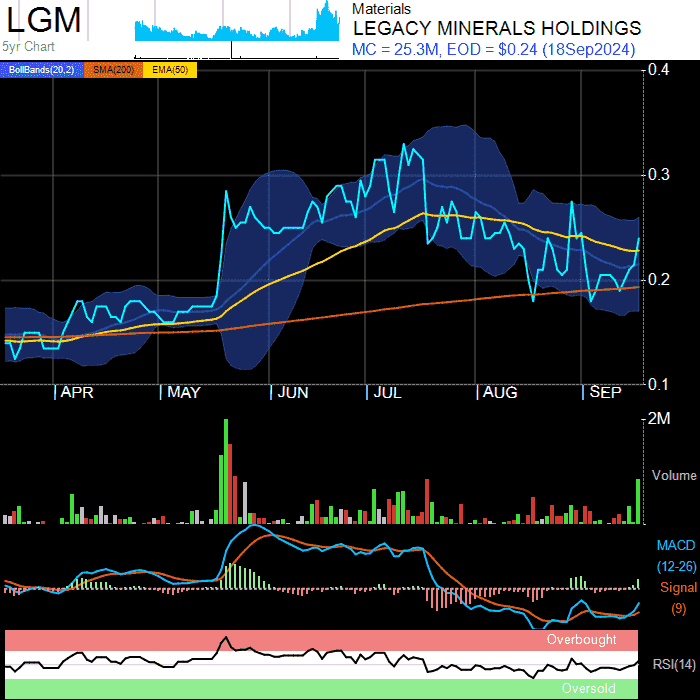 LGM
5yr Chart
Materials
LEGACY MINERALS HOLDINGS
MC = 25.3M, EOD = $0.24 (18Sep2024)
BollBands(20,2) SMA(200) EMA(50)
0.4
0.3
0.2
0.1
APR MAY JUN JUL AUG SEP
2M
Volume
MACD
(12-26)
Signal
(9)
Overbought
RSI(14)
Oversold